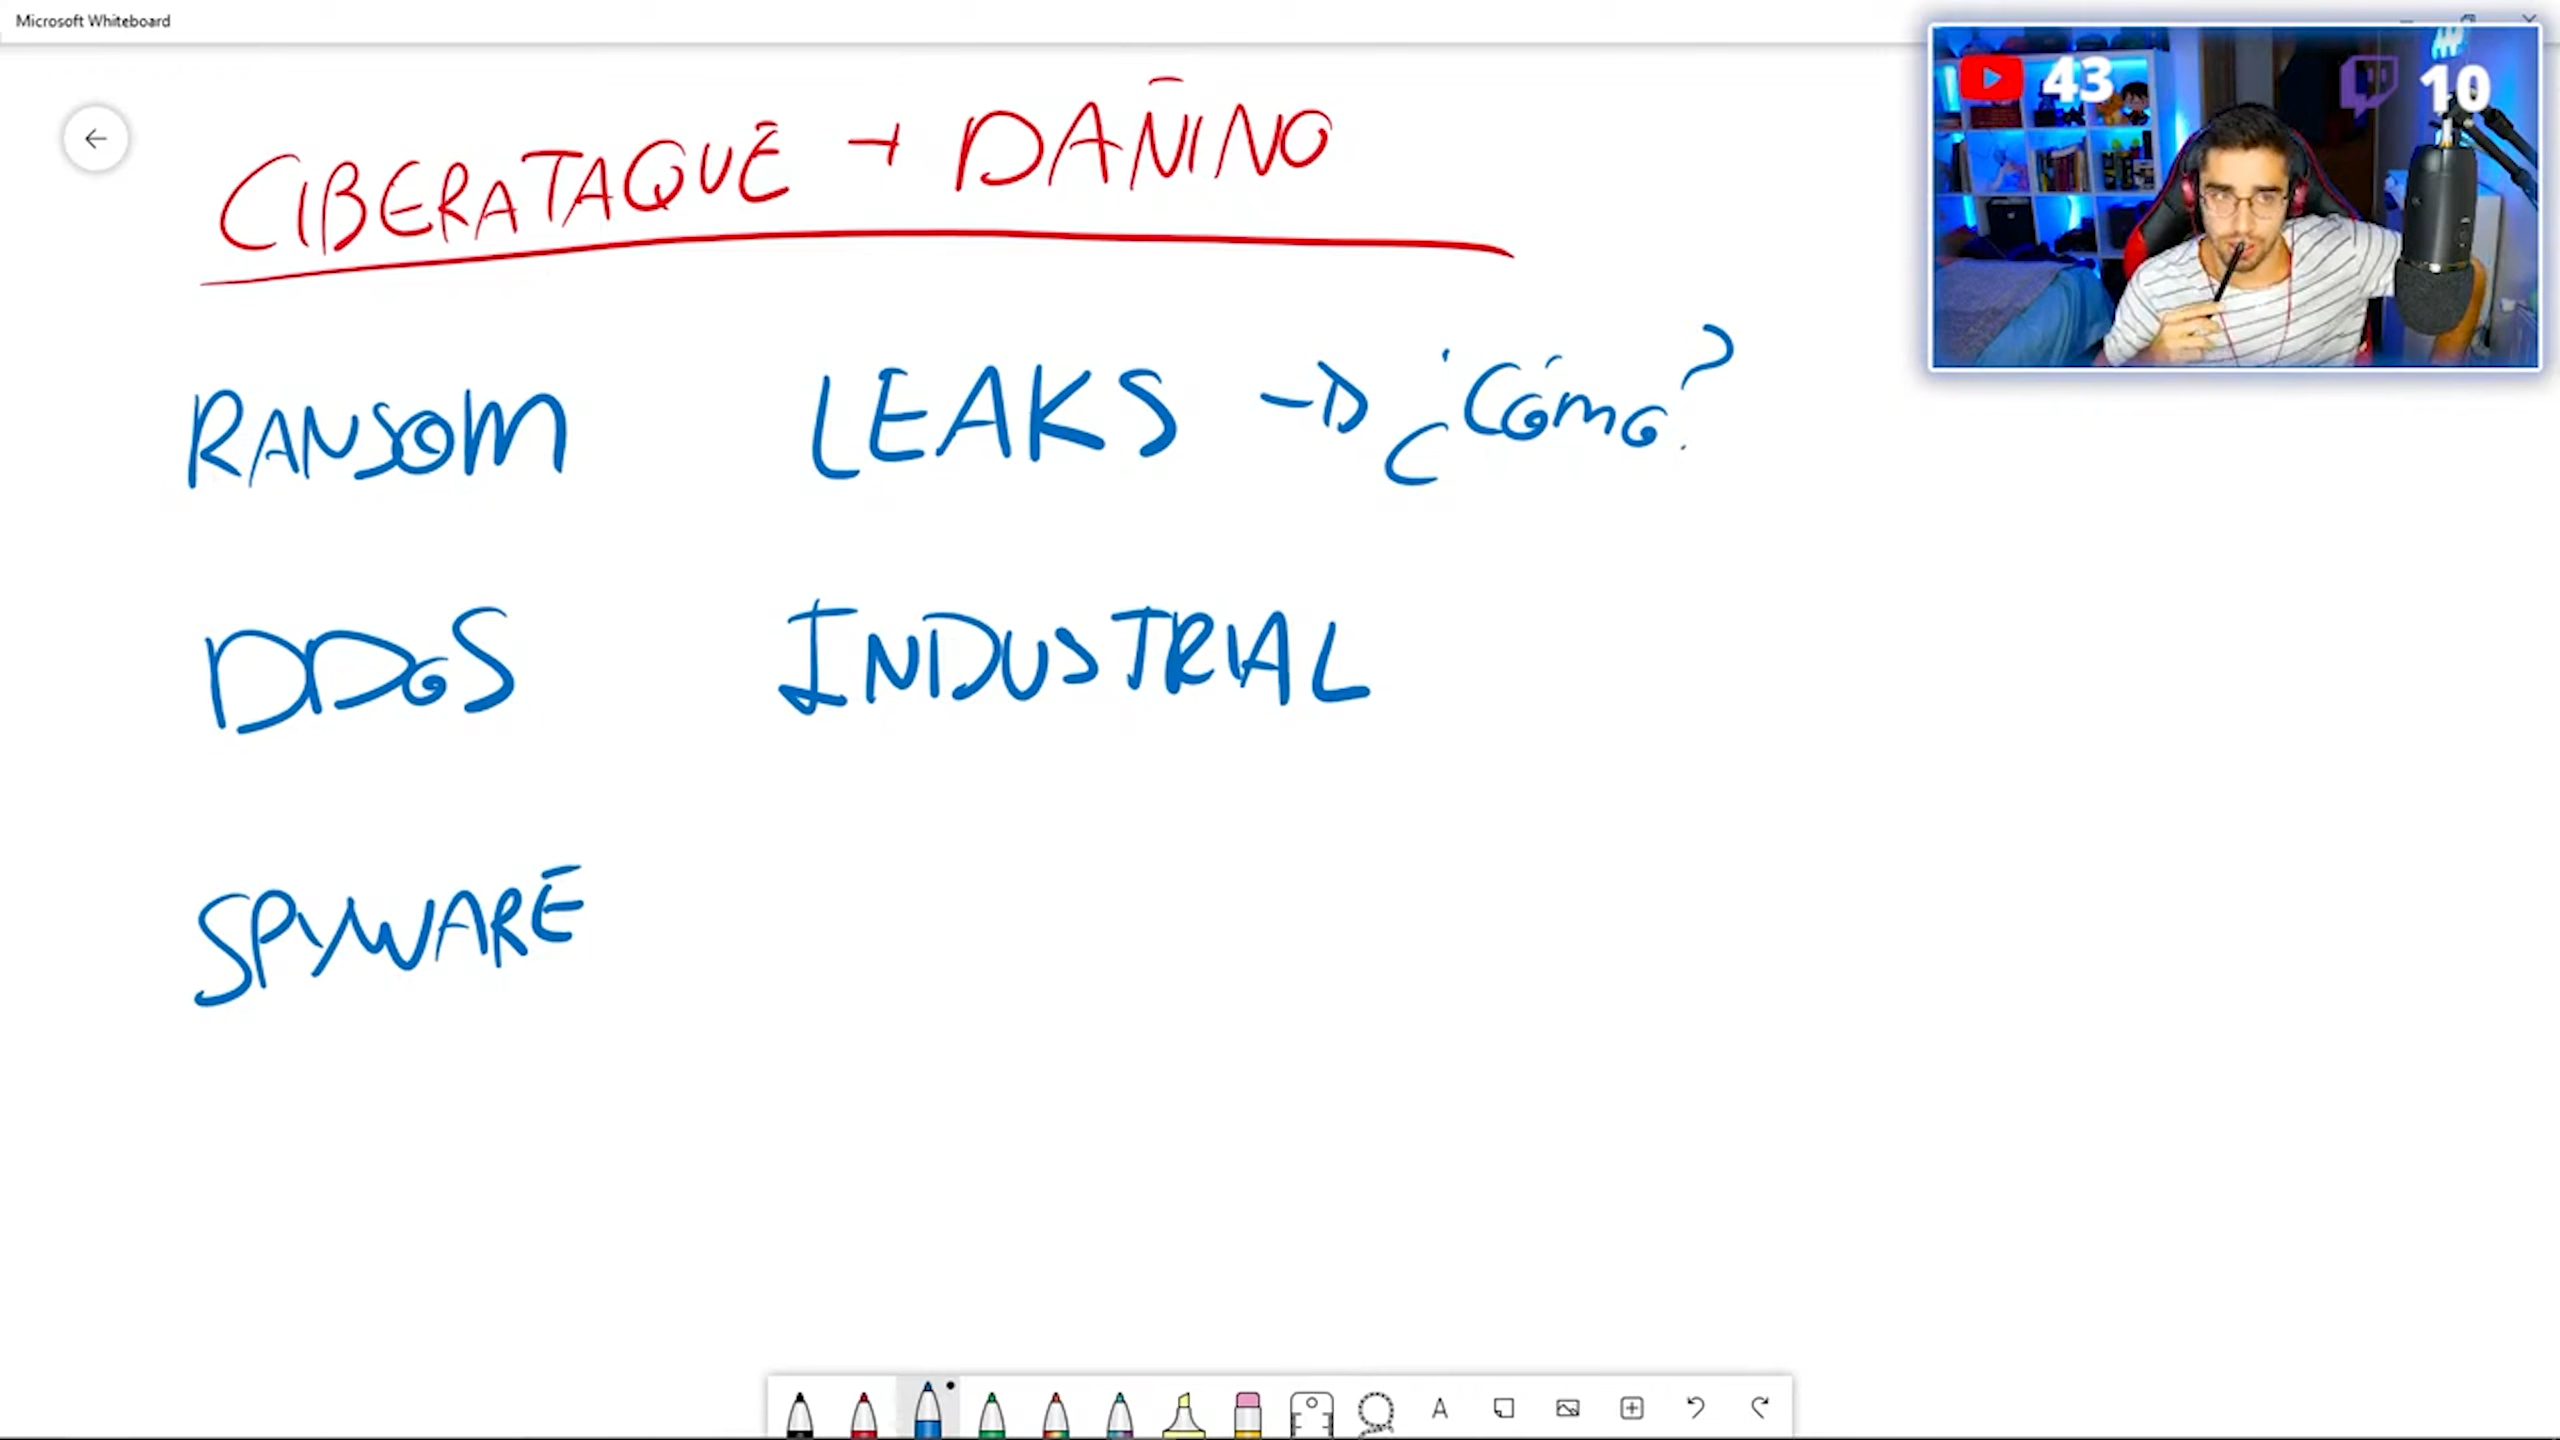 Microsoft Whiteboard
43 10
CIBERATAQUE + DAÑINO
RANSOM LEAKS → ¿Cómo?
DDoS INDUSTRIAL
SPYWARE
A